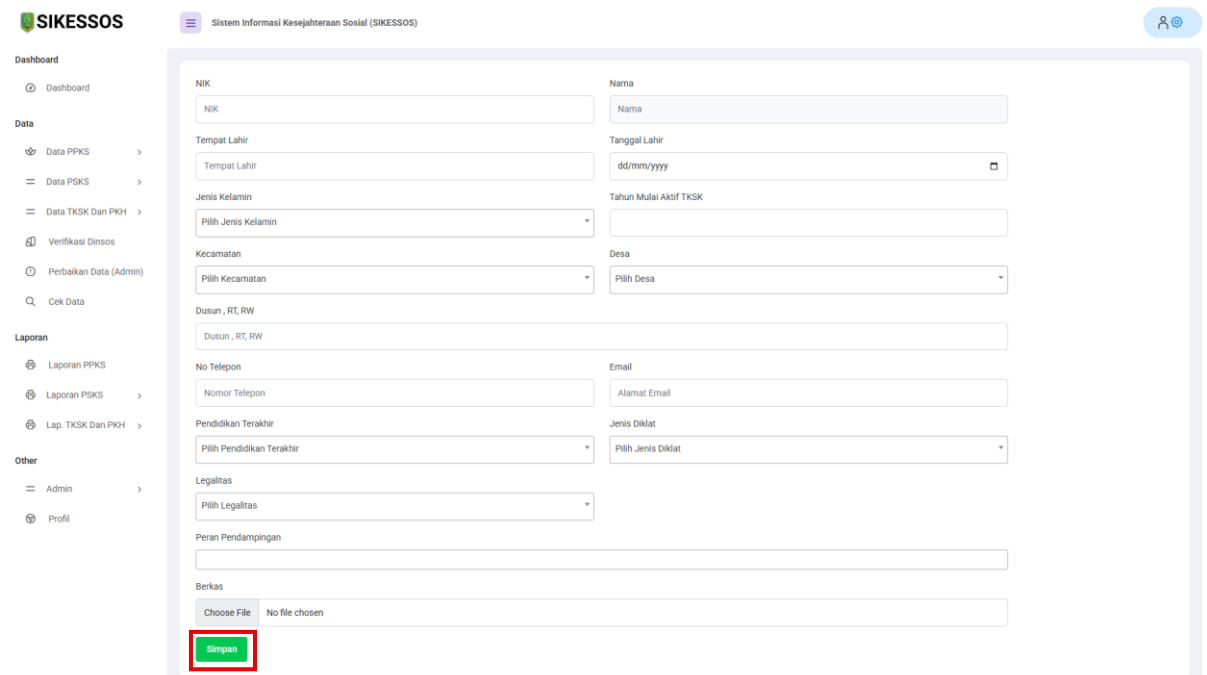 SIKESSOS
Sistem Informasi Kesejahteraan Sosial (SIKESSOS)
Dashboard
Dashboard
Data
Data PPKS
Data PSKS
Data TKSK Dan PKH
Verifikasi Dinsos
Perbaikan Data (Admin)
Cek Data
Laporan
Laporan PPKS
Laporan PSKS
Lap. TKSK Dan PKH
Other
Admin
Profil
NIK
NIK
Nama
Nama
Tempat Lahir
Tempat Lahir
Tanggal Lahir
dd/mm/yyyy
Jenis Kelamin
Pilih Jenis Kelamin
Tahun Mulai Aktif TKSK
Kecamatan
Pilih Kecamatan
Desa
Pilih Desa
Dusun , RT, RW
Dusun , RT, RW
No Telepon
Nomor Telepon
Email
Alamat Email
Pendidikan Terakhir
Pilih Pendidikan Terakhir
Jenis Diklat
Pilih Jenis Diklat
Legalitas
Pilih Legalitas
Peran Pendampingan
Berkas
Choose File No file chosen
Simpan